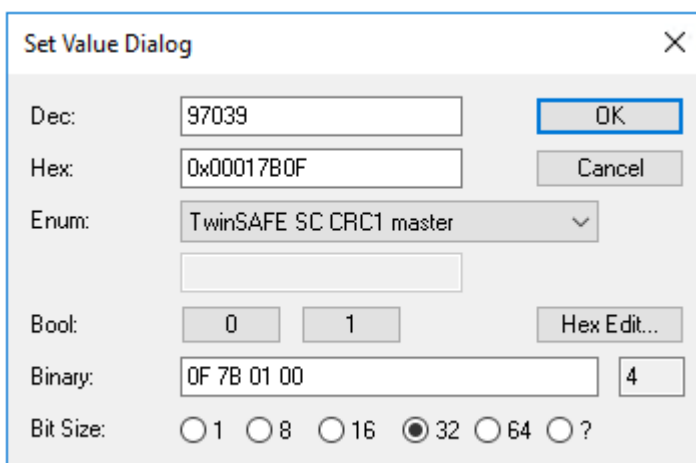 Set Value Dialog
Dec: 97039 OK
Hex: 0x00017B0F Cancel
Enum: TwinSAFE SC CRC1 master
Bool: 0 1 Hex Edit...
Binary: 0F 7B 01 00 4
Bit Size: 1 8 16 32 64 ?